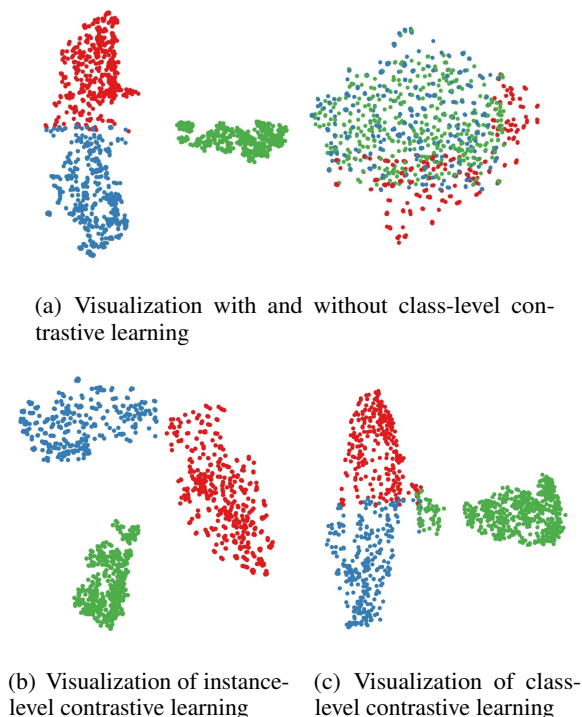 (a) Visualization with and without class-level con-
trastive learning
(b) Visualization of instance-
level contrastive learning
(c) Visualization of class-
level contrastive learning